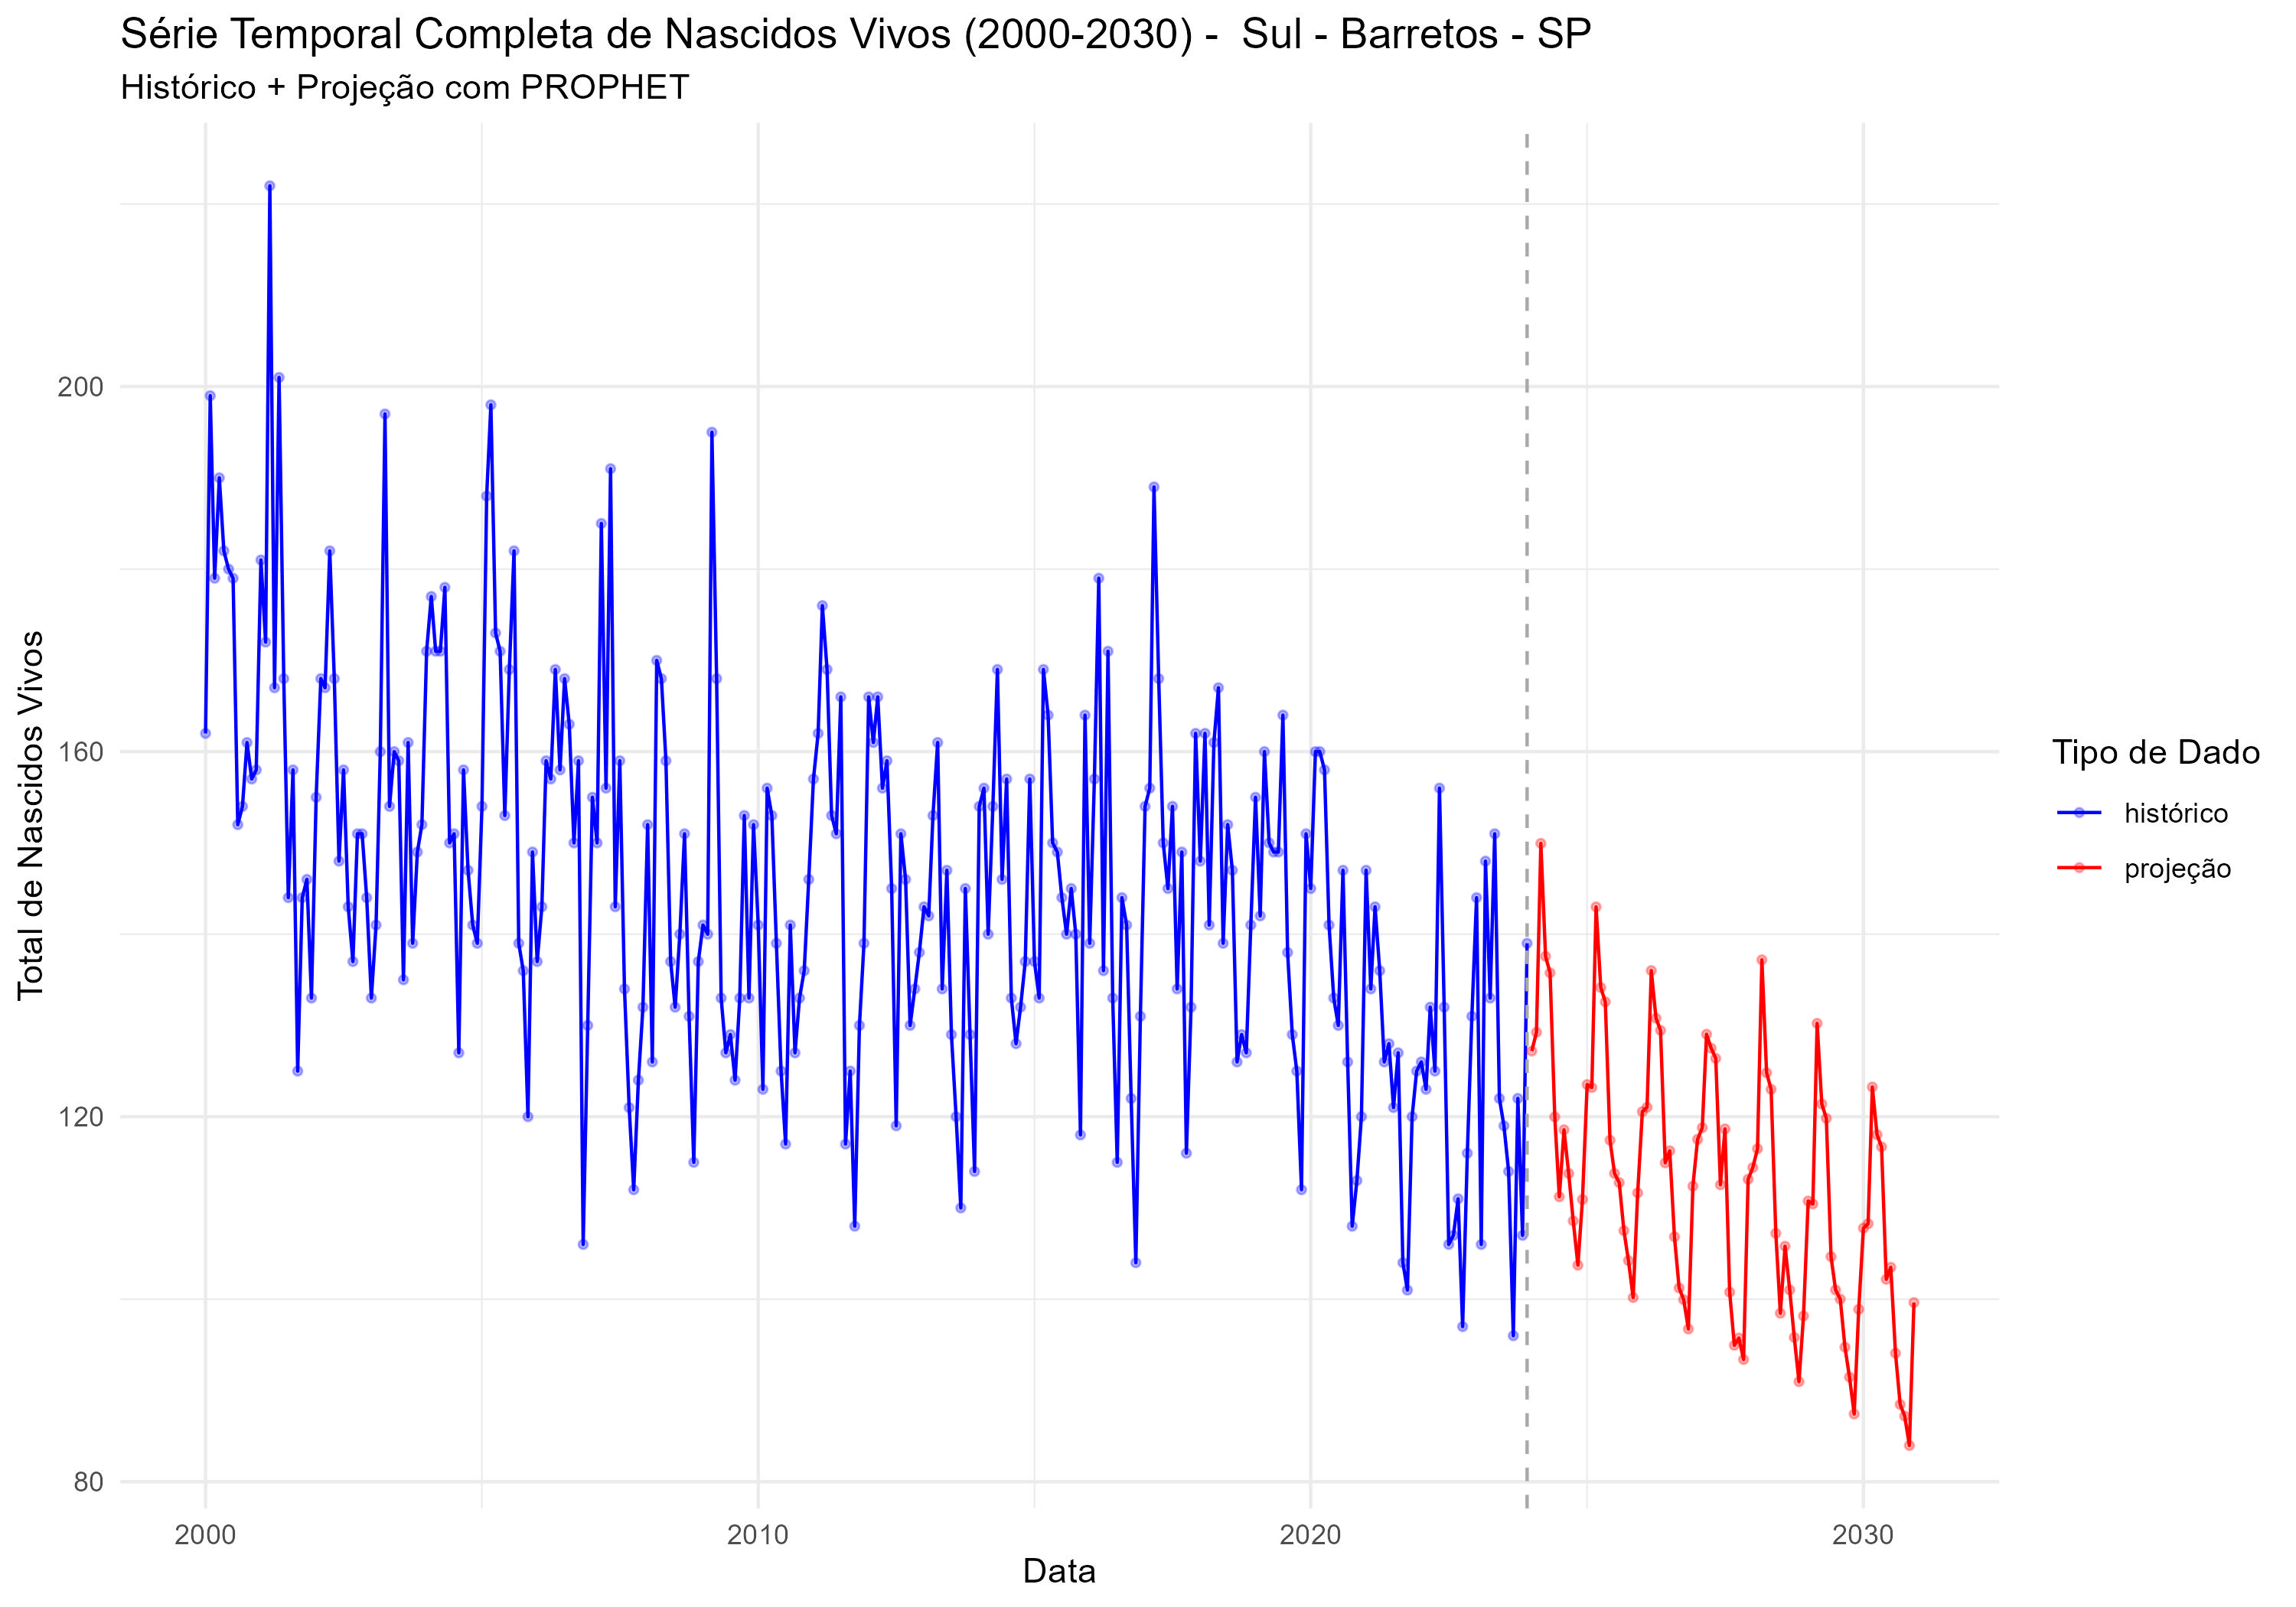 Série Temporal Completa de Nascidos Vivos (2000-2030) -  Sul - Barretos - SP
Histórico + Projeção com PROPHET
Total de Nascidos Vivos
200
160
120
80
2000
2010
2020
2030
Data
Tipo de Dado
histórico
projeção